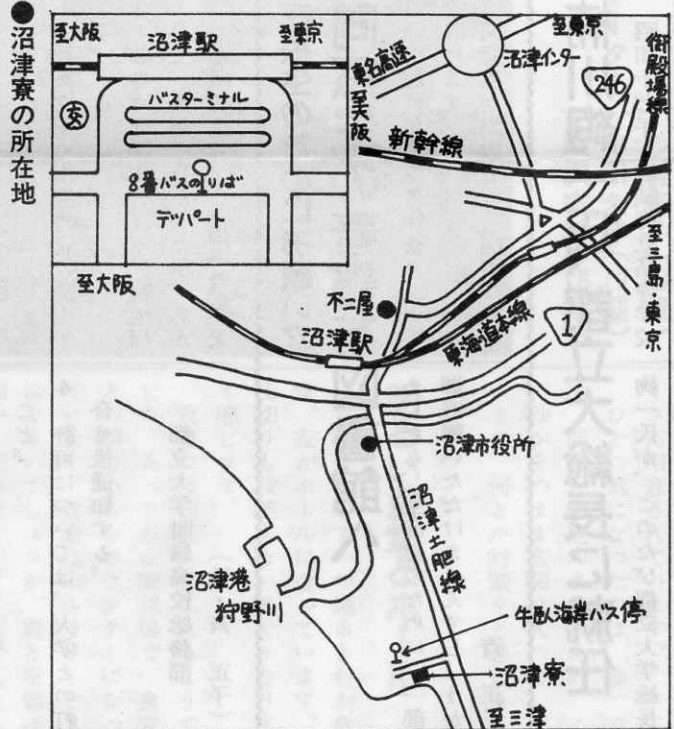 ●沼津寮の所在地
至大阪
沼津駅
至東京
バスターミナル
交
8番バスのりば
デパート
至東京
沼津インター
東名高速
至大阪
246
御殿場線
新幹線
至三島・東京
至大阪
不二屋
沼津駅
東海道本線
1
沼津市役所
沼津土肥線
沼津港
狩野川
牛臥海岸バス停
沼津寮
至三津